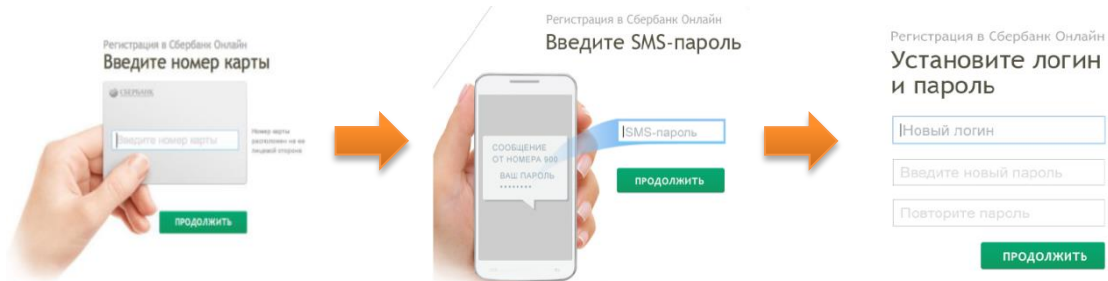 Регистрация в Сбербанк Онлайн
Введите номер карты
СБЕРБАНК
Введите номер карты
Номер карты
расположен на ее
лицевой стороне
ПРОДОЛЖИТЬ
Регистрация в Сбербанк Онлайн
Введите SMS-пароль
SMS-пароль
СООБЩЕНИЕ
ОТ НОМЕРА 900
ВАШ ПАРОЛЬ
********
ПРОДОЛЖИТЬ
Регистрация в Сбербанк Онлайн
Установите логин
и пароль
Новый логин
Введите новый пароль
Повторите пароль
ПРОДОЛЖИТЬ